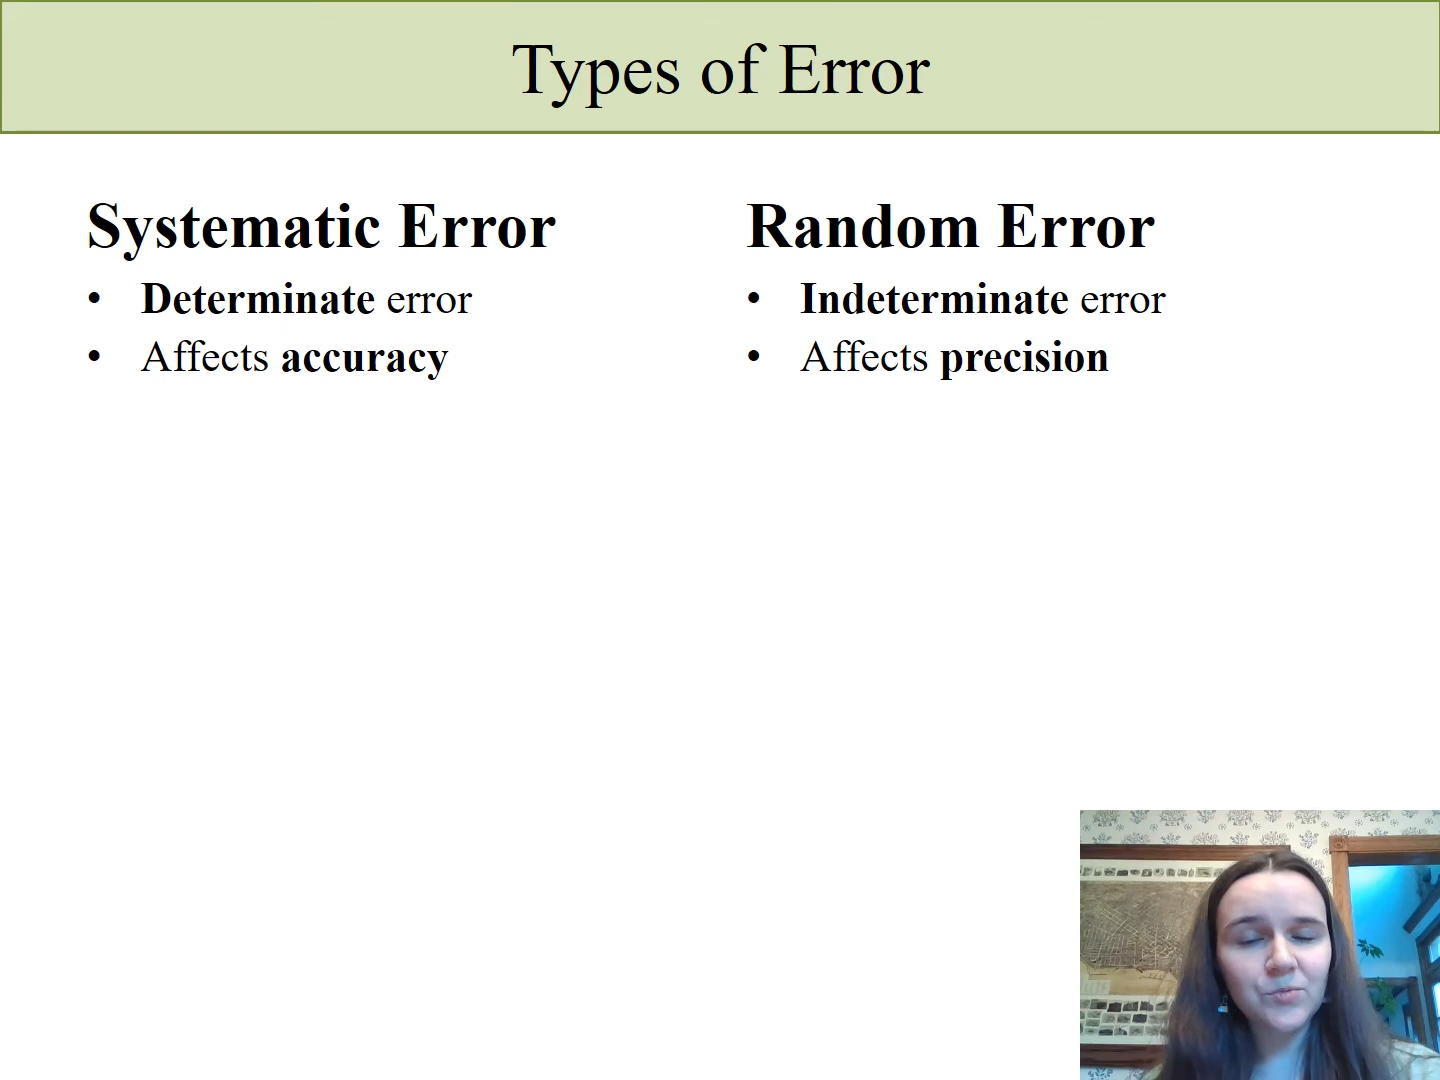 Types of Error
Systematic Error
• Determinate error
• Affects accuracy
Random Error
• Indeterminate error
• Affects precision